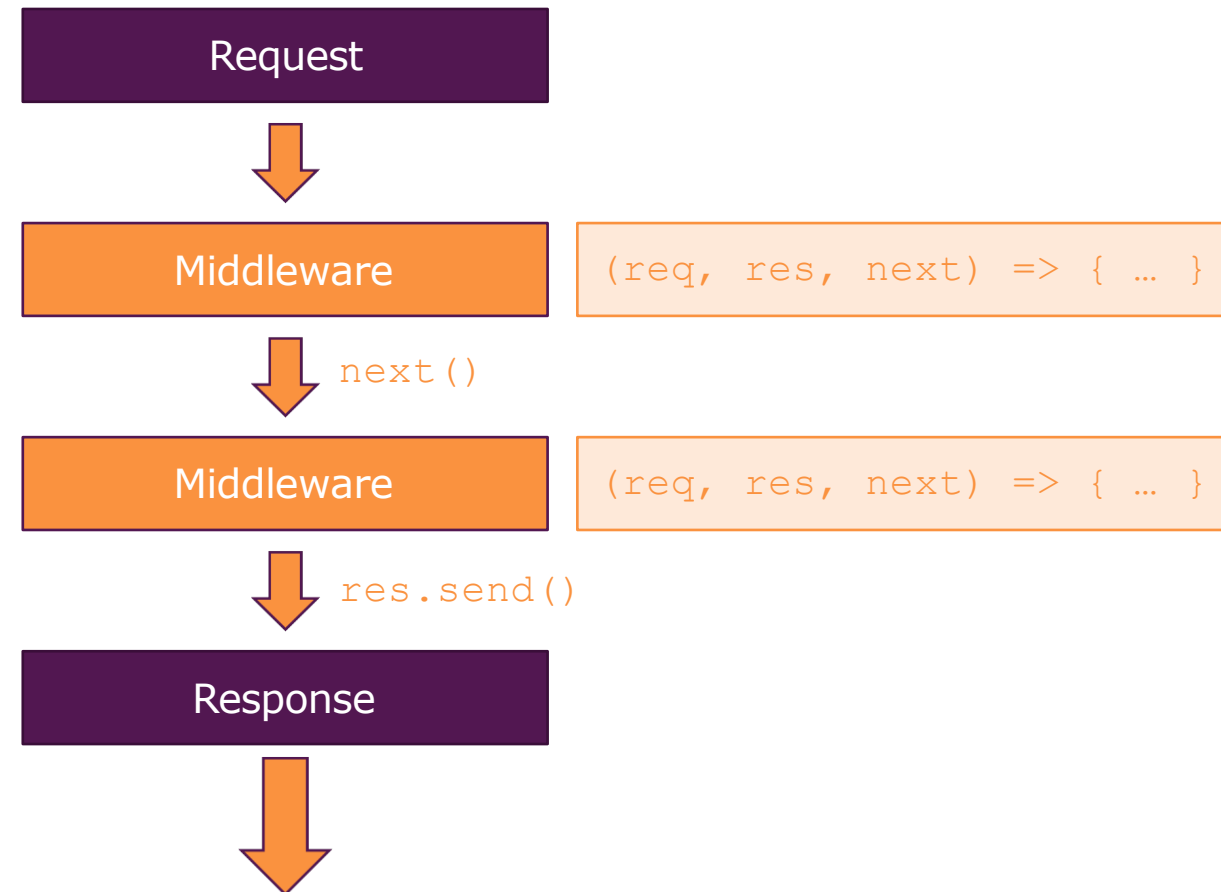 Request
Middleware
(req, res, next) => { … }
next()
Middleware
(req, res, next) => { … }
res.send()
Response